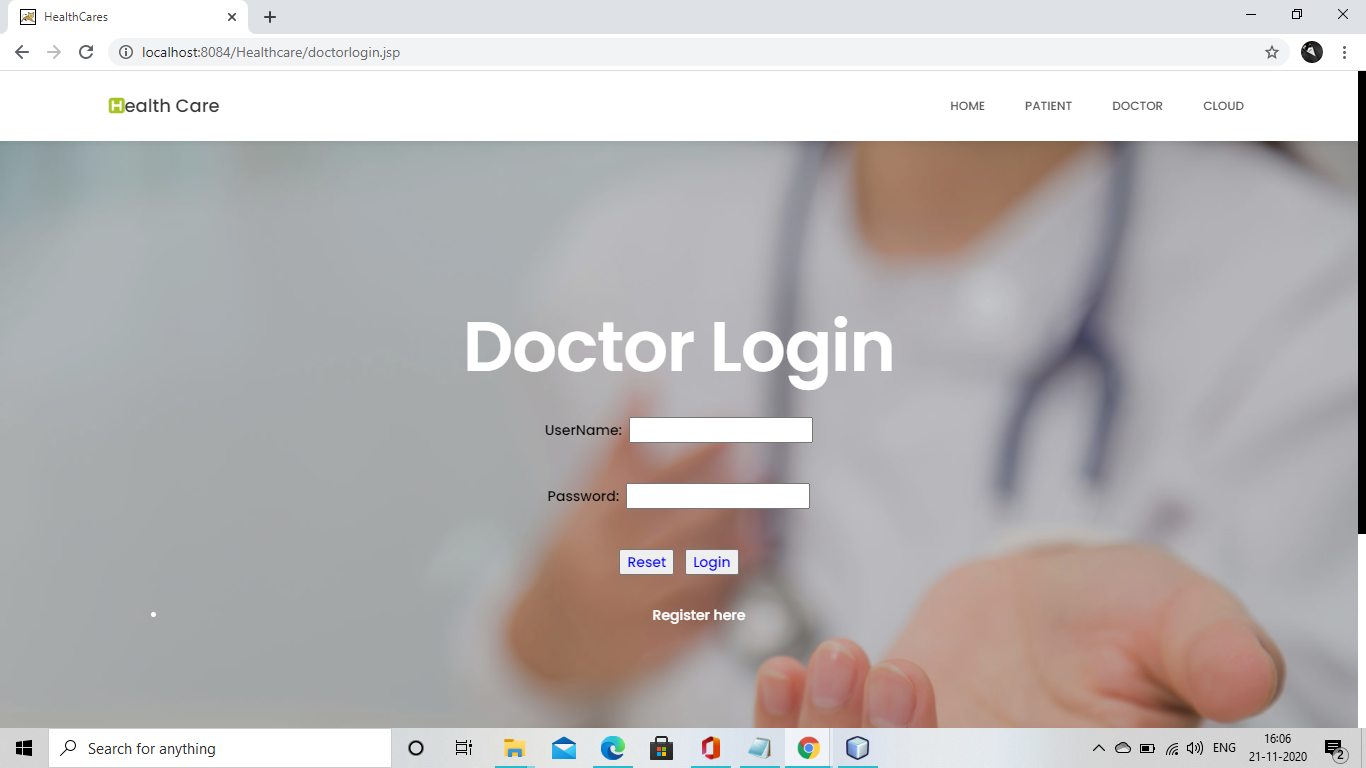 HealthCares
localhost:8084/Healthcare/doctorlogin.jsp
Health Care
HOME PATIENT DOCTOR CLOUD
Doctor Login
UserName:
Password:
Reset Login
Register here
Search for anything
ENG
16:06
21-11-2020
2